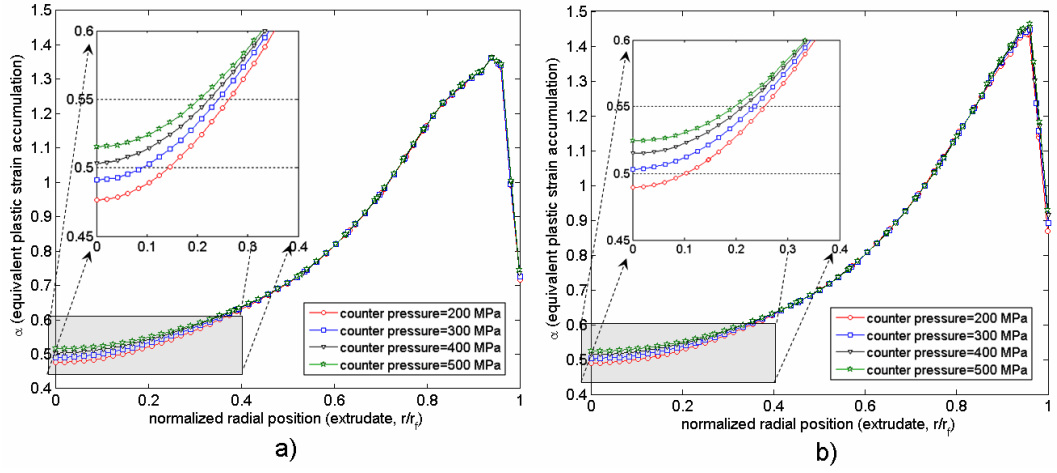 1.5
1.4
1.3
1.2
1.1
1
0.9
0.8
0.7
0.6
0.5
0.4
α (equivalent plastic strain accumulation)
0.6
0.55
0.5
0.45
0 0.1 0.2 0.3 0.4
counter pressure=200 MPa
counter pressure=300 MPa
counter pressure=400 MPa
counter pressure=500 MPa
0 0.2 0.4 0.6 0.8 1
normalized radial position (extrudate, r/rf)
a)
1.5
1.4
1.3
1.2
1.1
1
0.9
0.8
0.7
0.6
0.5
0.4
α (equivalent plastic strain accumulation)
0.6
0.55
0.5
0.45
0 0.1 0.2 0.3 0.4
counter pressure=200 MPa
counter pressure=300 MPa
counter pressure=400 MPa
counter pressure=500 MPa
0 0.2 0.4 0.6 0.8 1
normalized radial position (extrudate, r/rf)
b)